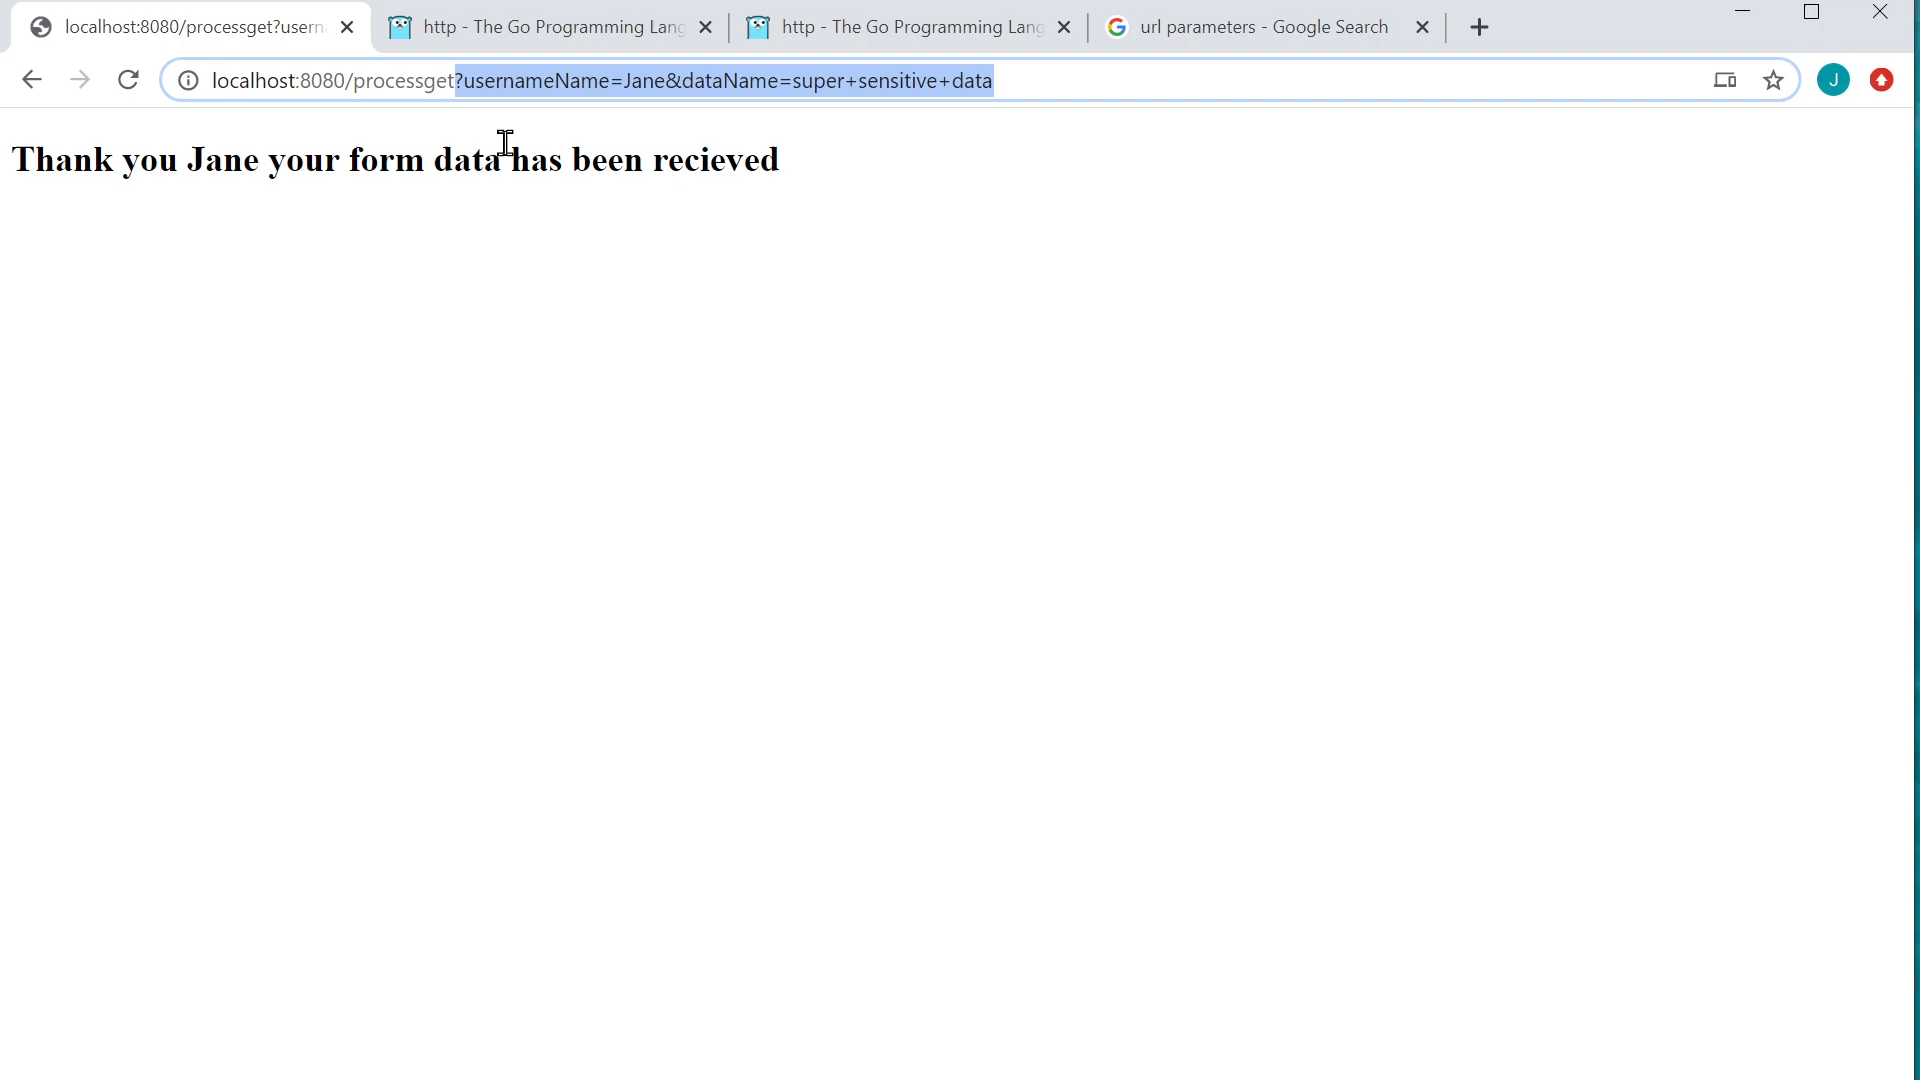 localhost:8080/processget?usern
http - The Go Programming Lang
http - The Go Programming Lang
url parameters - Google Search
localhost:8080/processget?usernameName=Jane&dataName=super+sensitive+data
J
Thank you Jane your form data has been recieved